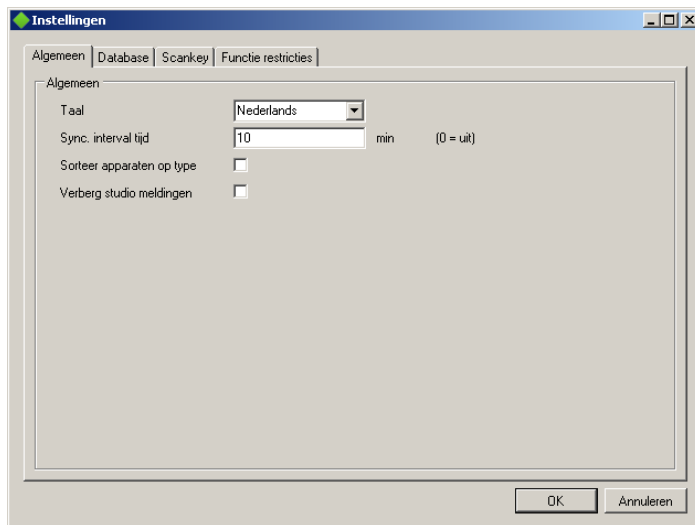 Instellingen
Algemeen Database Scankey Functie restricties
Algemeen
Taal Nederlands
Sync. interval tijd 10 min (0 = uit)
Sorteer apparaten op type
Verberg studio meldingen
OK Annuleren